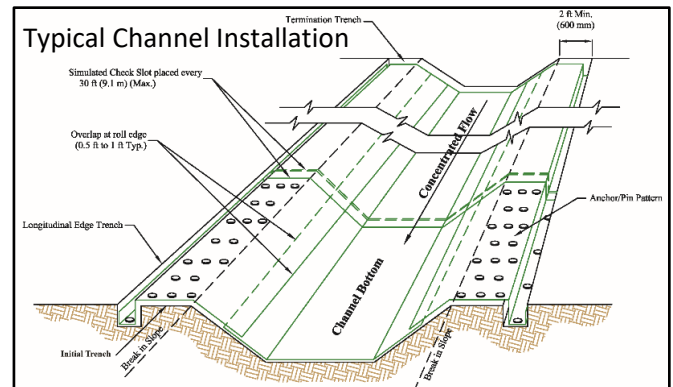 Typical Channel Installation
Termination Trench
2 ft Min.
(600 mm)
Simulated Check Slot placed every
30 ft (9.1 m) (Max.)
Overlap at roll edge
(0.5 ft to 1 ft Typ.)
Concentrated Flow
Anchor/Pin Pattern
Longitudinal Edge Trench
Channel Bottom
Initial Trench
Break in Slope
Break in Slope